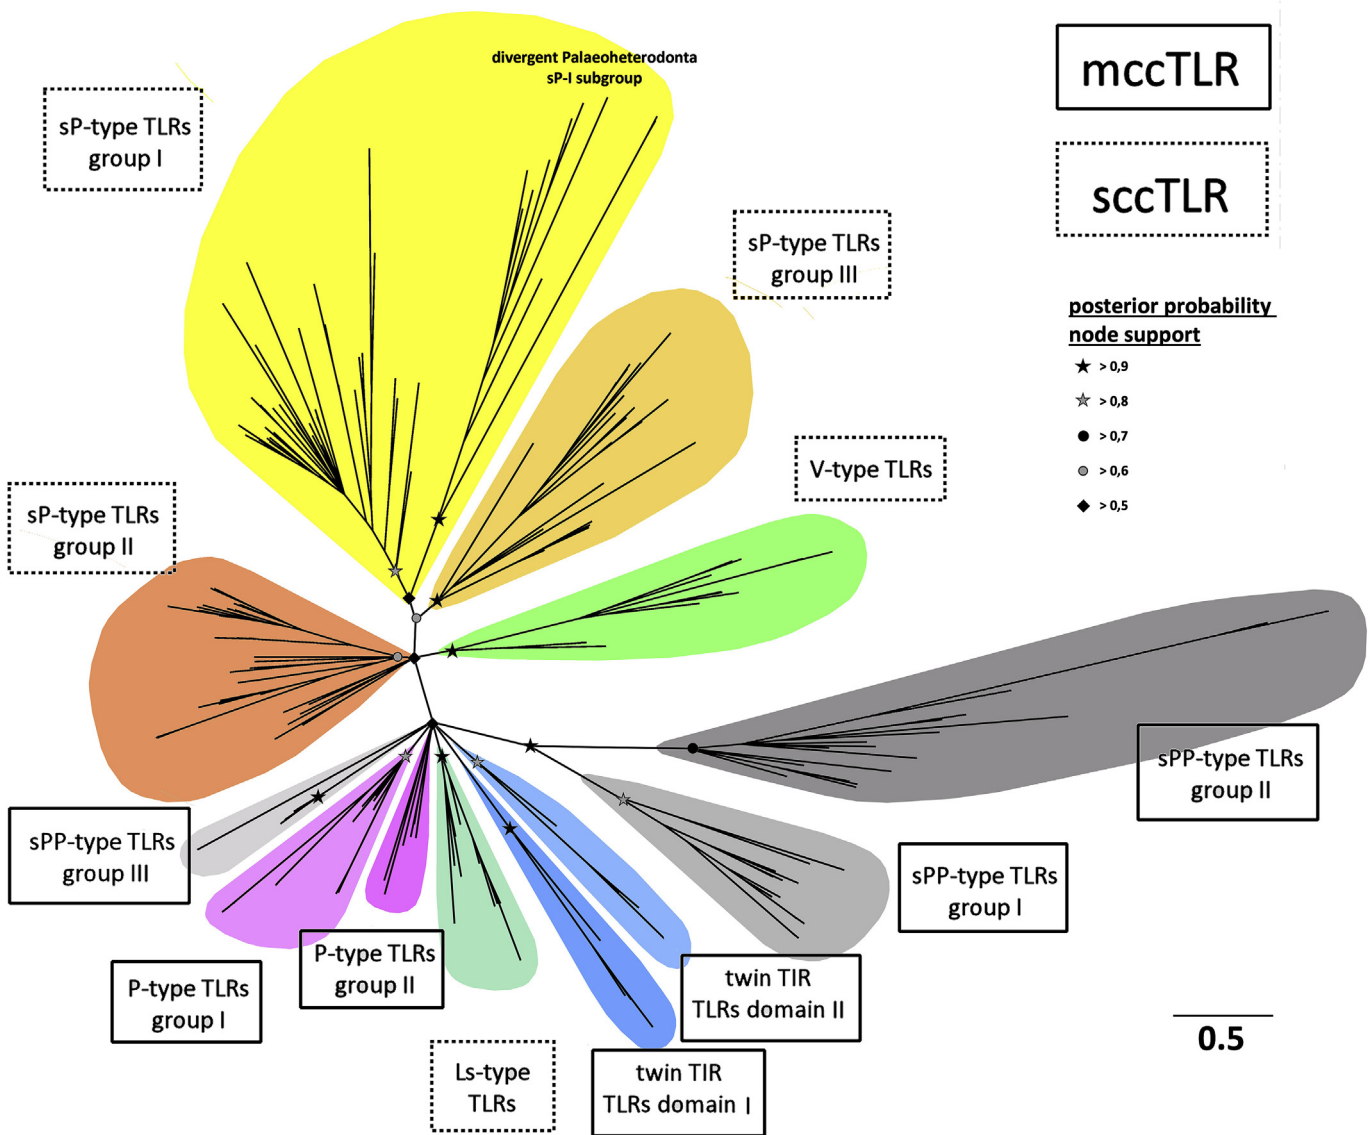 divergent Palaeoheterodonta
sP-I subgroup
mccTLR
sccTLR
sP-type TLRs
group I
sP-type TLRs
group III
posterior probability
node support
> 0,9
> 0,8
> 0,7
> 0,6
> 0,5
V-type TLRs
sP-type TLRs
group II
sPP-type TLRs
group II
sPP-type TLRs
group III
sPP-type TLRs
group I
P-type TLRs
group II
P-type TLRs
group I
twin TIR
TLRs domain II
Ls-type
TLRs
twin TIR
TLRs domain I
0.5